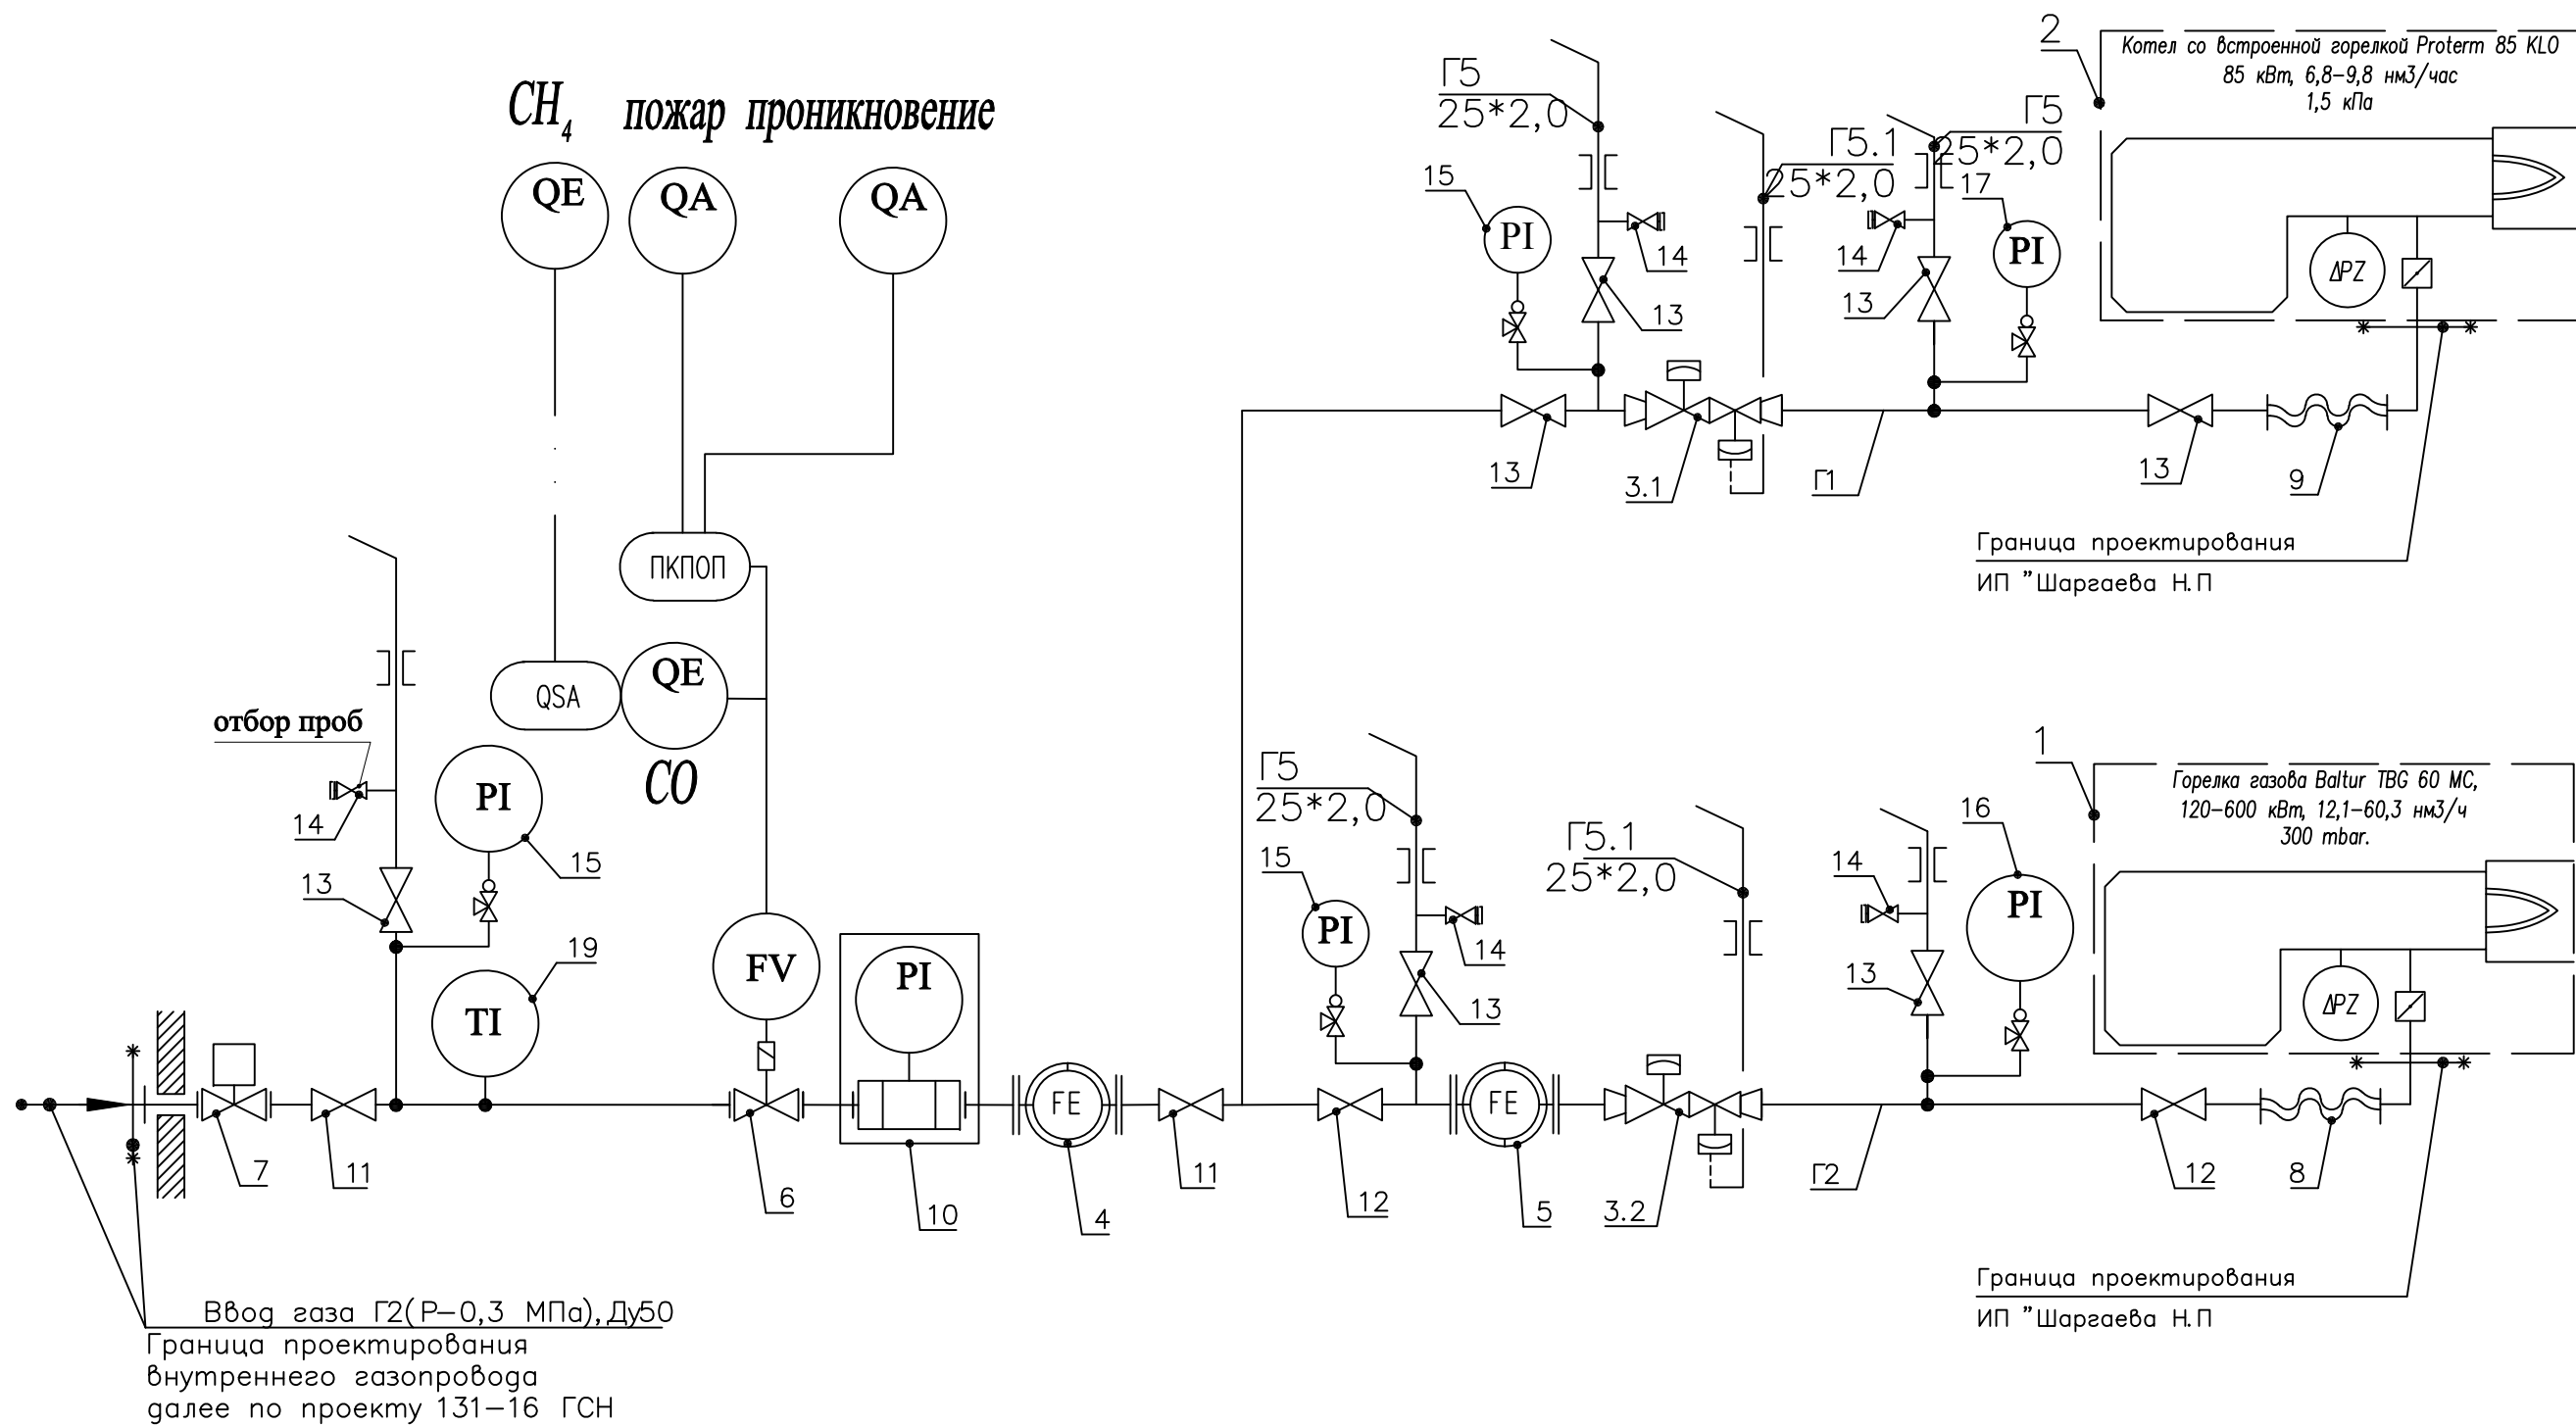 2
Котел со встроенной горелкой Proterm 85 KLO
85 кВт, 6,8–9,8 нм3/час
1,5 кПа
Г5
25*2,0
Г5.1
25*2,0
Г5
25*2,0
CH4 пожар проникновение
QE
QA
QA
15
PI
14
13
14
13
17
PI
ΔPZ
13
3.1
Г1
13
9
Граница проектирования
ИП "Шаргаева Н.П
ПКПОП
QSA
QE
CO
отбор проб
14
13
PI
15
TI
19
FV
PI
Г5
25*2,0
15
PI
14
13
Г5.1
25*2,0
14
13
16
PI
1
Горелка газова Baltur TBG 60 MC,
120–600 кВт, 12,1–60,3 нм3/ч
300 mbar.
ΔPZ
FE
FE
7
11
6
10
4
11
12
5
3.2
Г2
12
8
Граница проектирования
ИП "Шаргаева Н.П
Ввод газа Г2(Р–0,3 МПа),Ду50
Граница проектирования
внутреннего газопровода
далее по проекту 131–16 ГСН